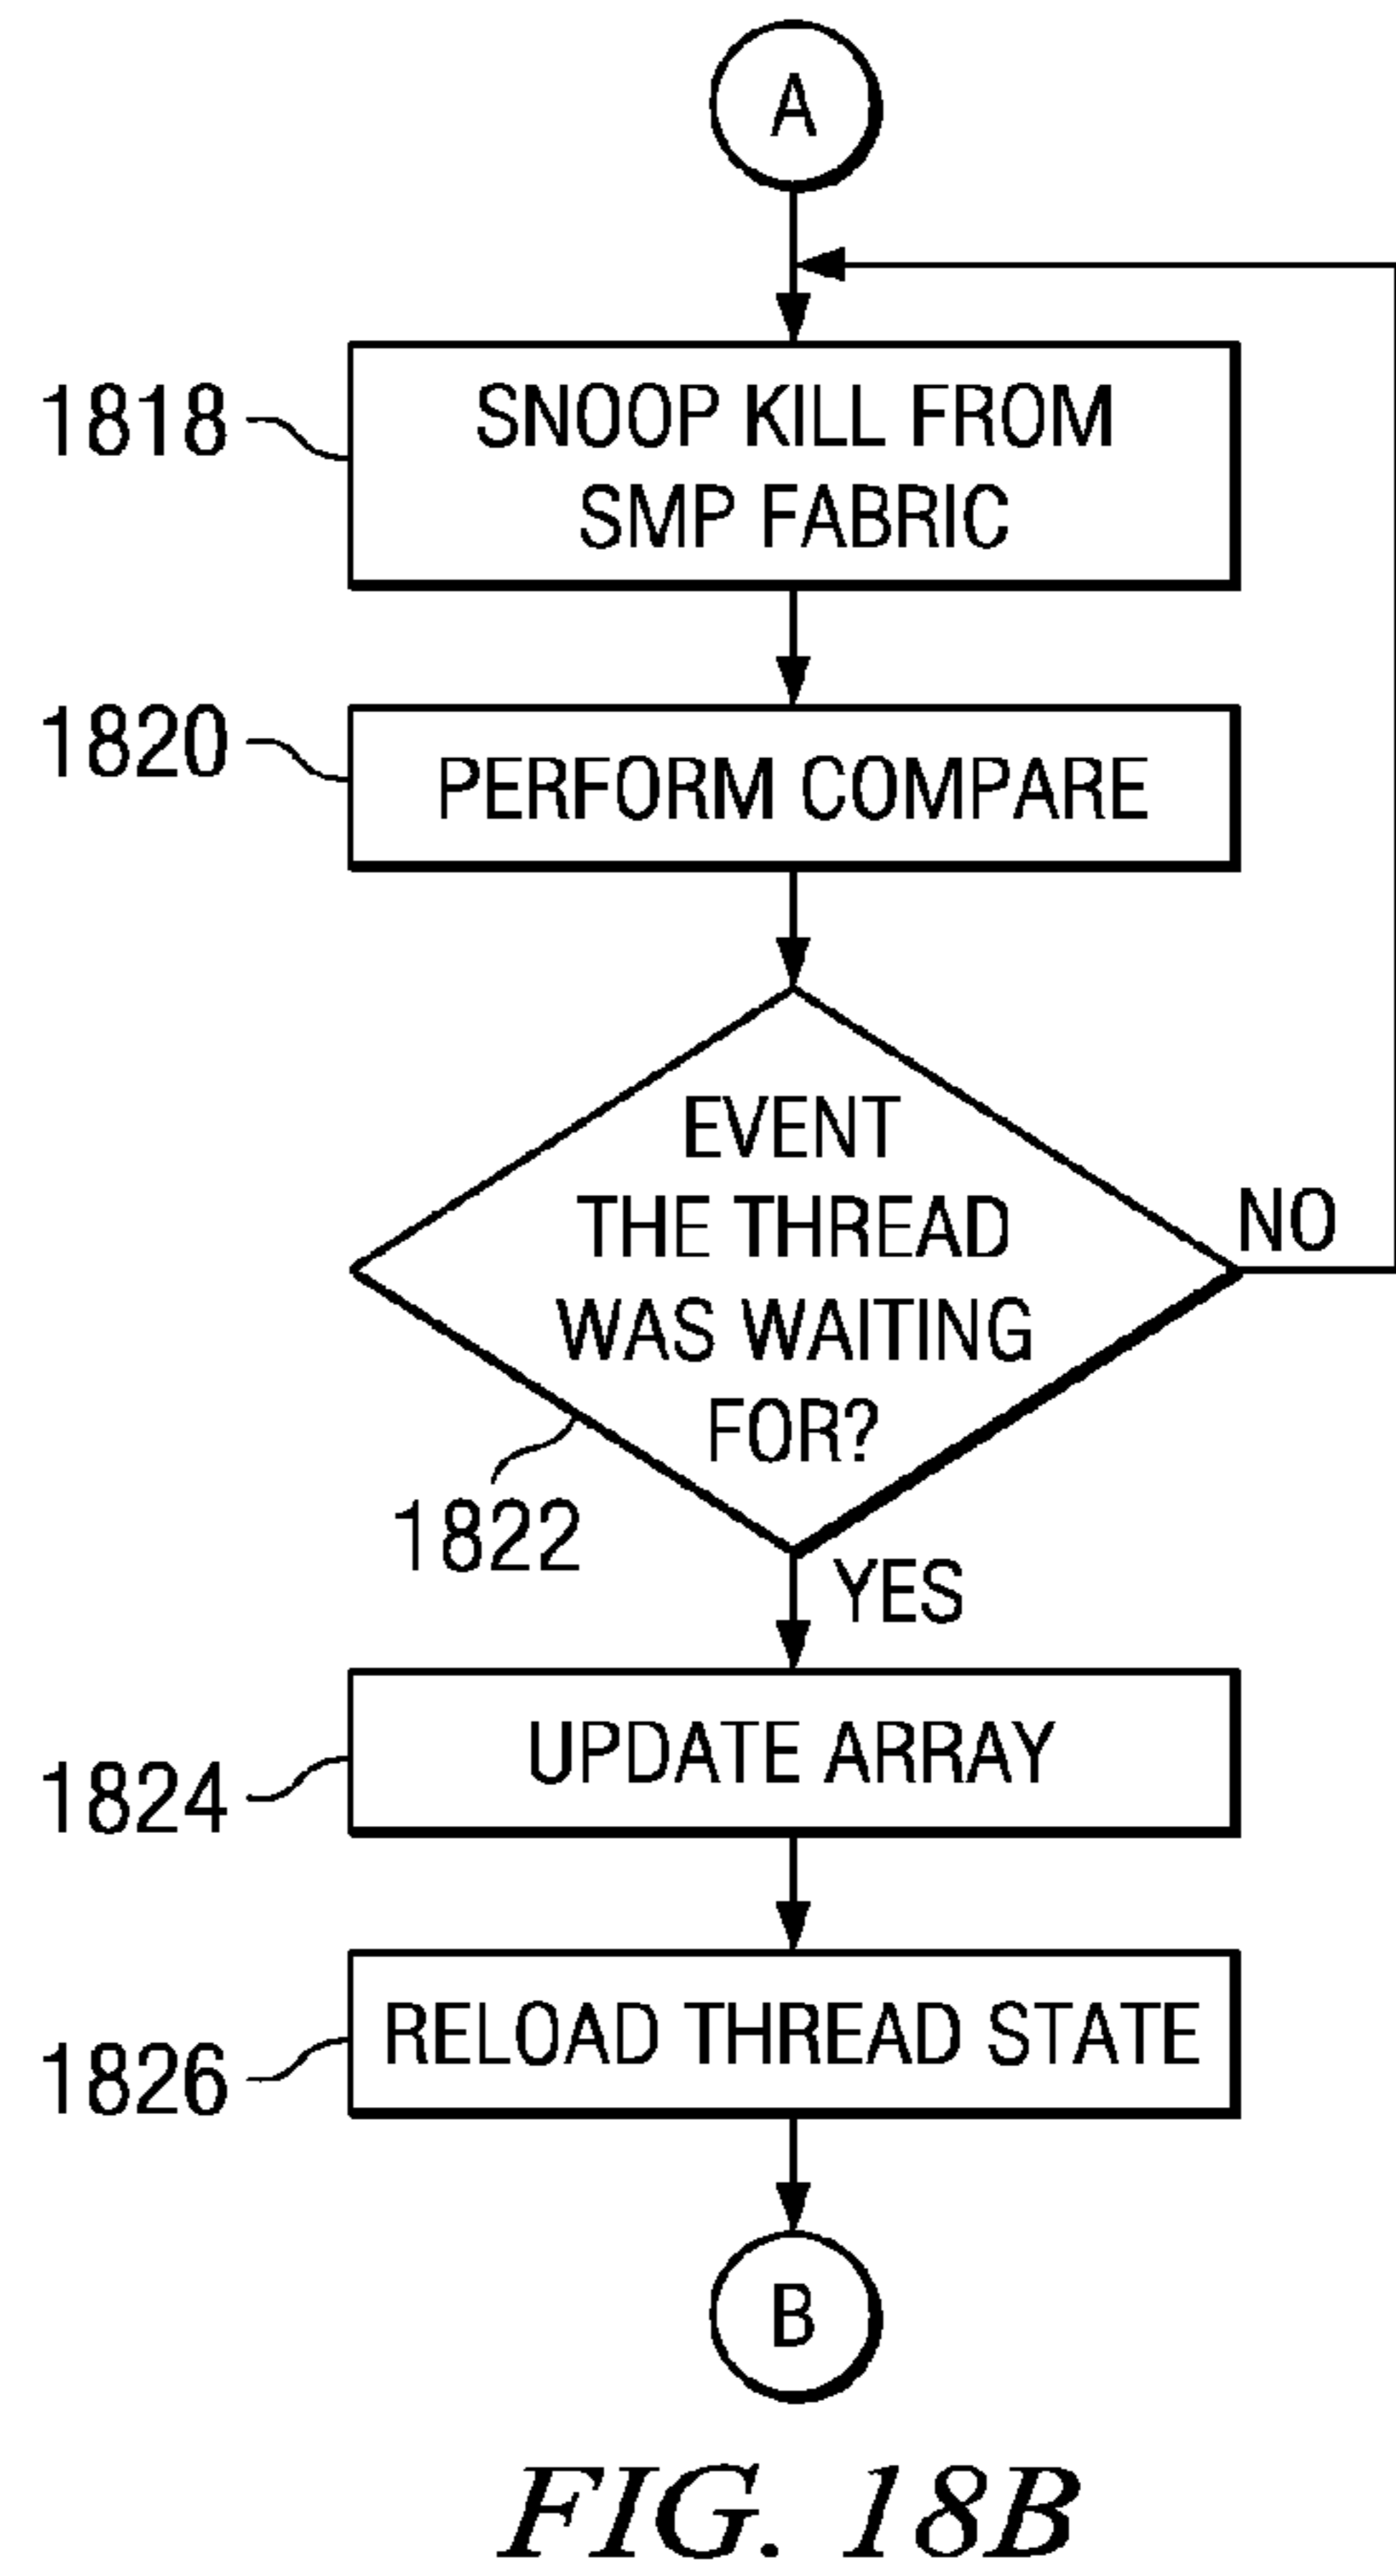 A
1818
SNOOP KILL FROM
SMP FABRIC
1820
PERFORM COMPARE
EVENT
THE THREAD
WAS WAITING
FOR?
NO
1822
YES
1824
UPDATE ARRAY
1826
RELOAD THREAD STATE
B
FIG. 18B